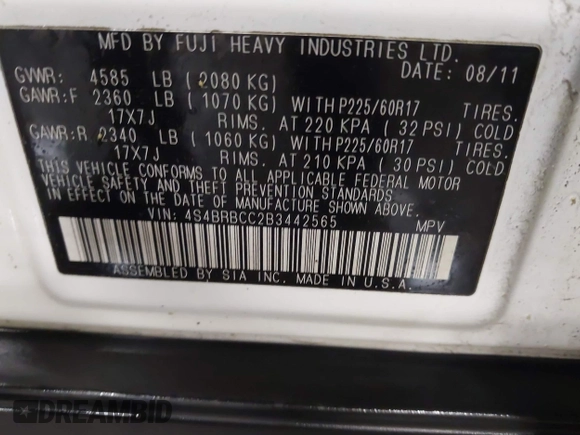 MFD BY FUJI HEAVY INDUSTRIES LTD.
DATE: 08/11
GVWR: 4585 LB ( 2080 KG)
GAWR:F 2360 LB ( 1070 KG) WITH P225/60R17 TIRES.
17X7J RIMS. AT 220 KPA ( 32 PSI) COLD
GAWR:R 2340 LB ( 1060 KG) WITH P225/60R17 TIRES.
17X7J RIMS. AT 210 KPA ( 30 PSI) COLD
THIS VEHICLE CONFORMS TO ALL APPLICABLE FEDERAL MOTOR
VEHICLE SAFETY AND THEFT PREVENTION STANDARDS
IN EFFECT ON THE DATE OF MANUFACTURE SHOWN ABOVE.
VIN: 4S4BRBCC2B3442565 MPV
ASSEMBLED BY SIA INC. MADE IN U.S.A.
DREAMBID